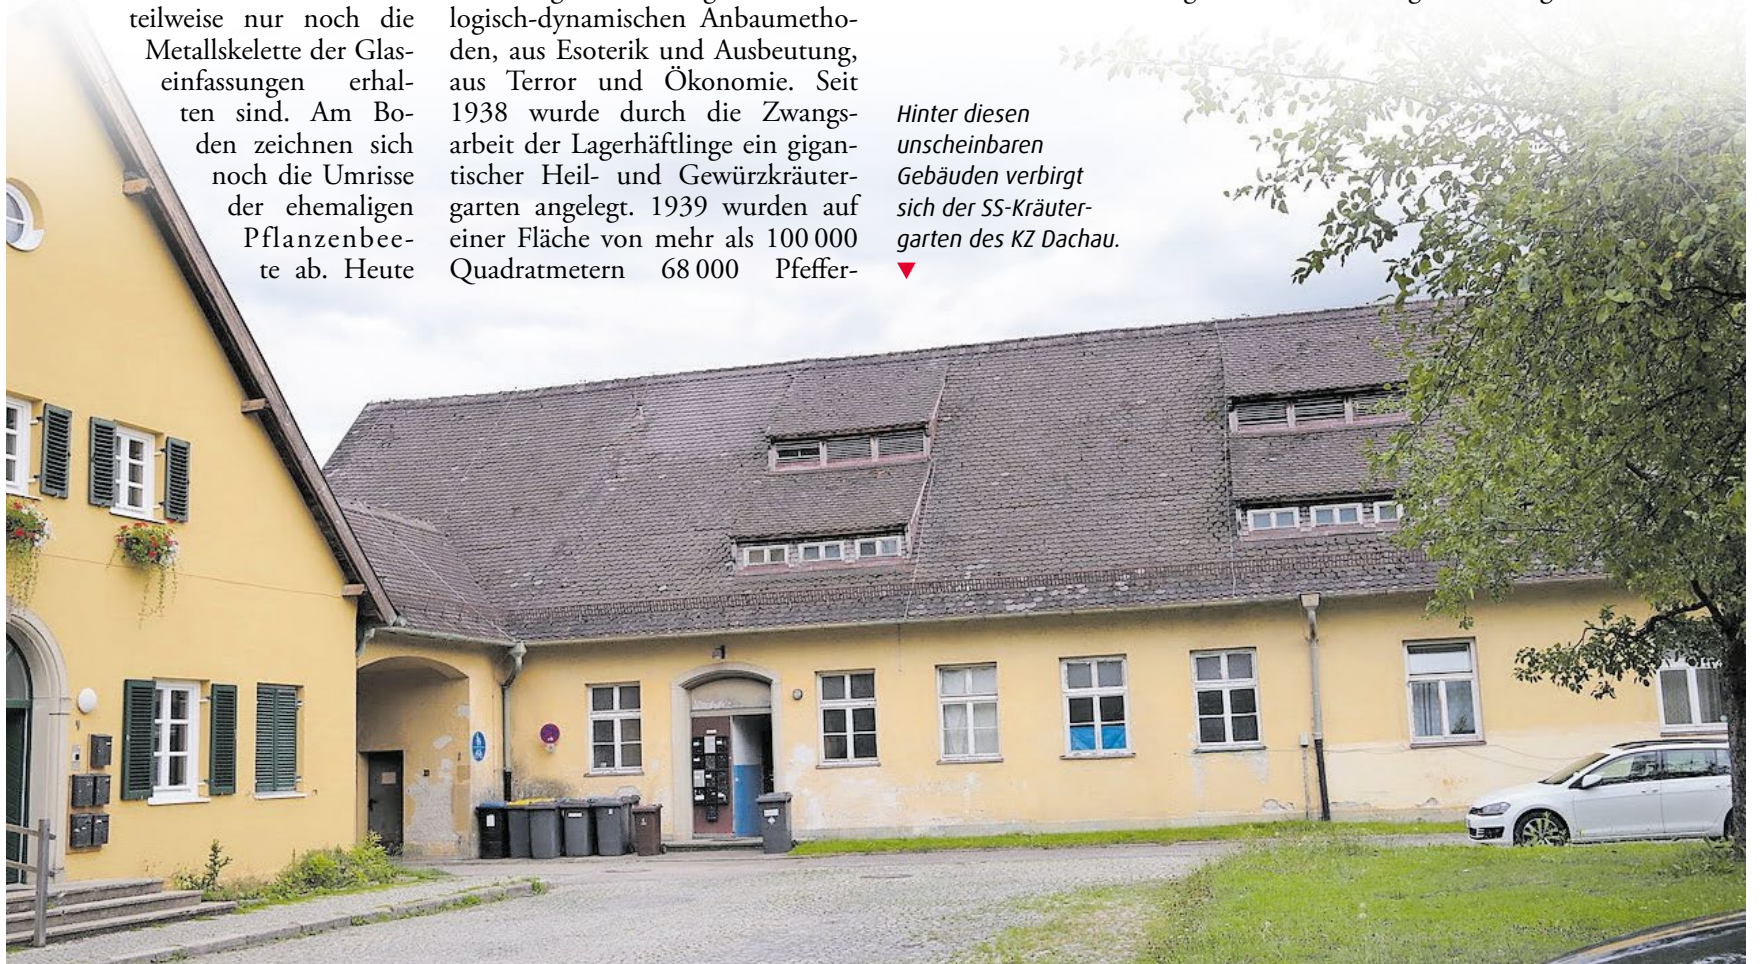 teilweise nur noch die
Metallskelette der Glas-
einfassungen erhal-
ten sind. Am Bo-
den zeichnen sich
noch die Umrisse
der ehemaligen
Pflanzenbee-
te ab. Heute
logisch-dynamischen Anbaumetho-
den, aus Esoterik und Ausbeutung,
aus Terror und Ökonomie. Seit
1938 wurde durch die Zwangs-
arbeit der Lagerhäftlinge ein gigan-
tischer Heil- und Gewürzkräuter-
garten angelegt. 1939 wurden auf
einer Fläche von mehr als 100 000
Quadratmetern 68 000 Pfeffer-
Hinter diesen
unscheinbaren
Gebäuden verbirgt
sich der SS-Kräuter-
garten des KZ Dachau.